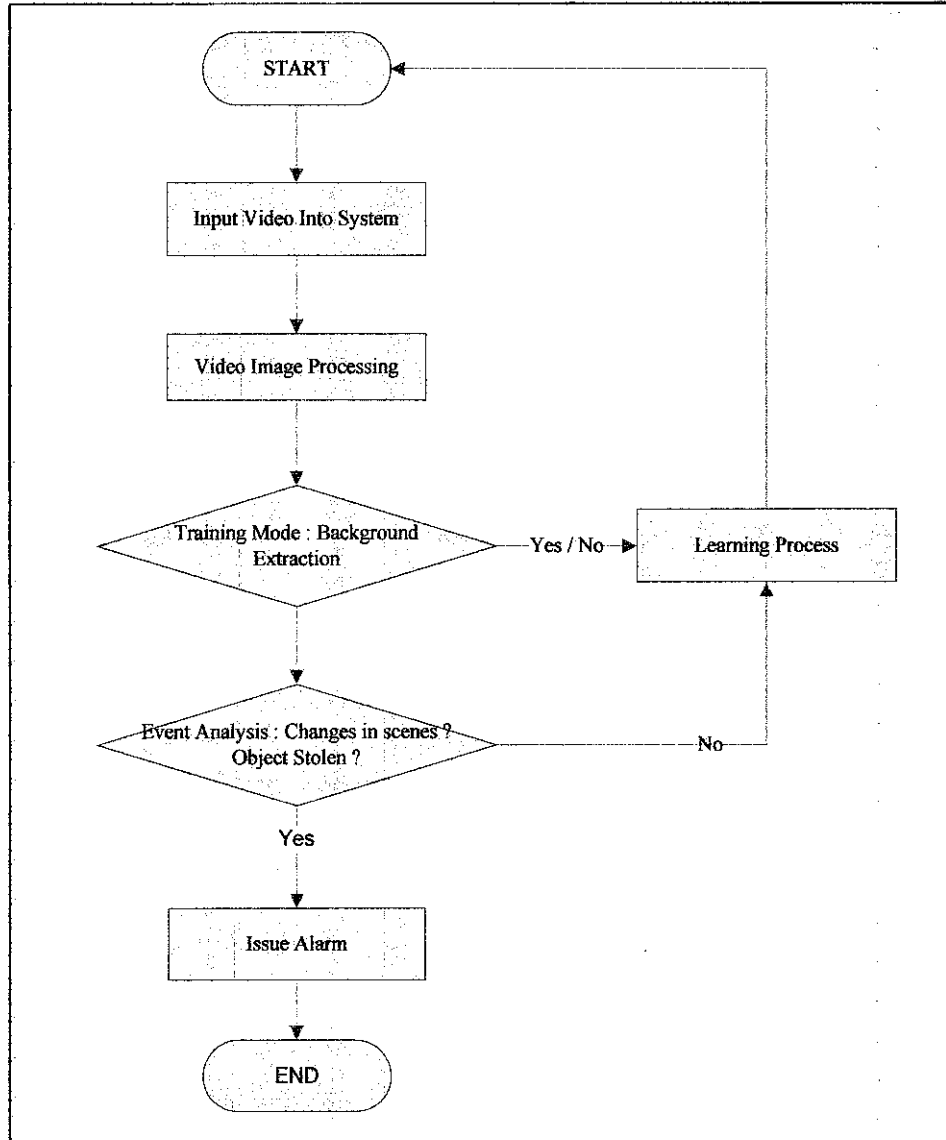 START
Input Video Into System
Video Image Processing
Training Mode : Background
Extraction
Yes / No
Learning Process
Event Analysis : Changes in scenes ?
Object Stolen ?
No
Yes
Issue Alarm
END